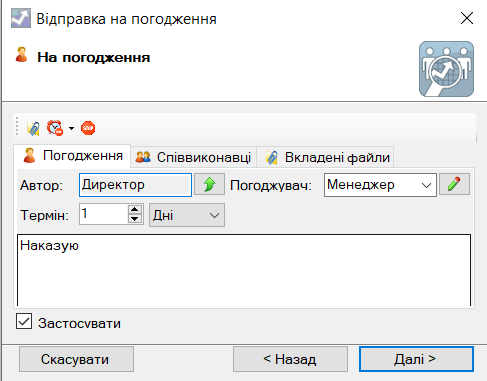 Відправка на погодження
На погодження
Погодження Співвиконавці Вкладені файли
Автор: Директор Погоджувач: Менеджер
Термін: 1 Дні
Наказую
Застосувати
Скасувати < Назад Далі >